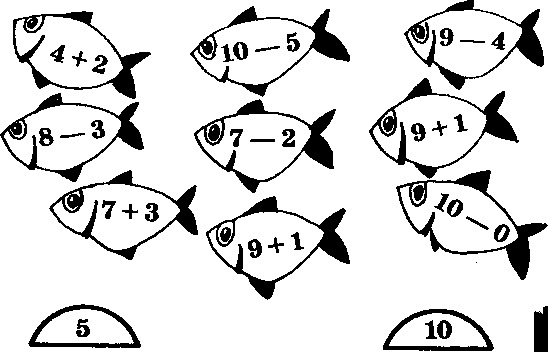 4 + 2
10 — 5
9 — 4
8 — 3
7 — 2
9 + 1
7 + 3
9 + 1
10 — 0
5
10